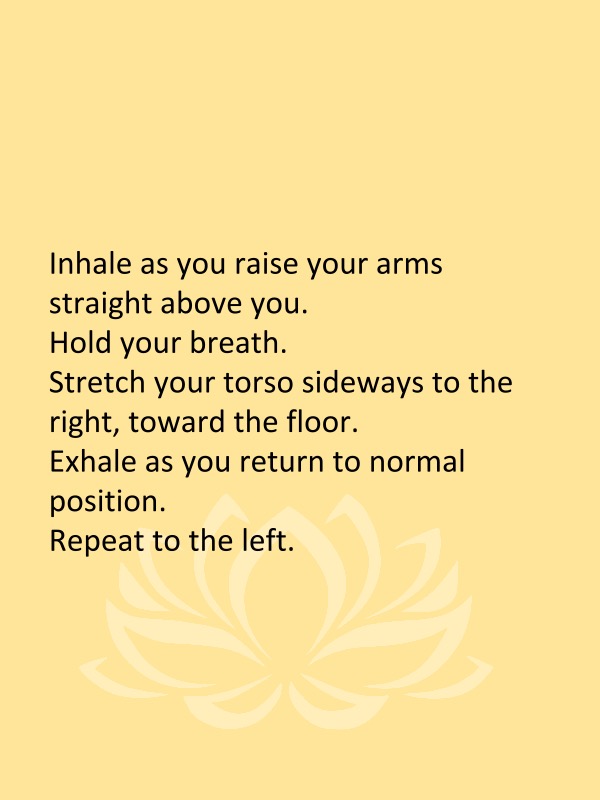 Inhale as you raise your arms
straight above you.
Hold your breath.
Stretch your torso sideways to the
right, toward the floor.
Exhale as you return to normal
position.
Repeat to the left.